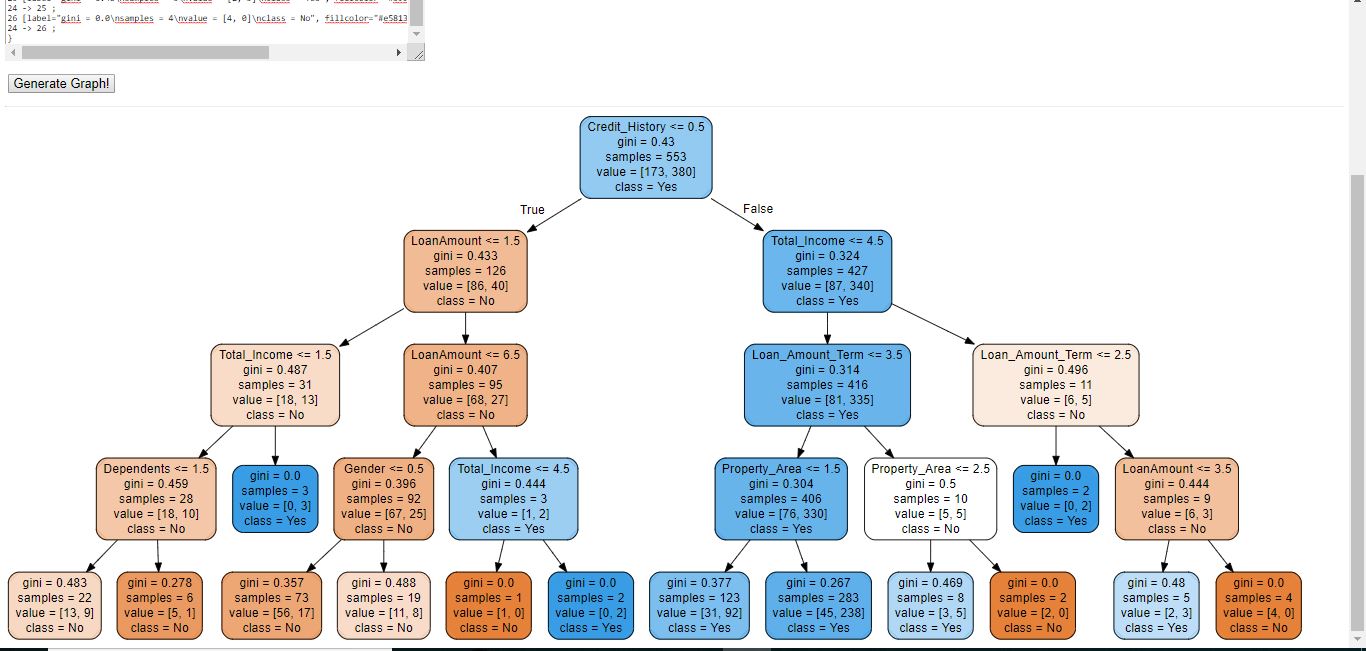 24 -> 25 ;
26 [label="gini = 0.0\nsamples = 4\nvalue = [4, 0]\nclass = No", fillcolor="#e5813
24 -> 26 ;
}
Generate Graph!
Credit_History <= 0.5
gini = 0.43
samples = 553
value = [173, 380]
class = Yes
True
False
LoanAmount <= 1.5
gini = 0.433
samples = 126
value = [86, 40]
class = No
Total_Income <= 4.5
gini = 0.324
samples = 427
value = [87, 340]
class = Yes
Total_Income <= 1.5
gini = 0.487
samples = 31
value = [18, 13]
class = No
LoanAmount <= 6.5
gini = 0.407
samples = 95
value = [68, 27]
class = No
Loan_Amount_Term <= 3.5
gini = 0.314
samples = 416
value = [81, 335]
class = Yes
Loan_Amount_Term <= 2.5
gini = 0.496
samples = 11
value = [6, 5]
class = No
Dependents <= 1.5
gini = 0.459
samples = 28
value = [18, 10]
class = No
gini = 0.0
samples = 3
value = [0, 3]
class = Yes
Gender <= 0.5
gini = 0.396
samples = 92
value = [67, 25]
class = No
Total_Income <= 4.5
gini = 0.444
samples = 3
value = [1, 2]
class = Yes
Property_Area <= 1.5
gini = 0.304
samples = 406
value = [76, 330]
class = Yes
Property_Area <= 2.5
gini = 0.5
samples = 10
value = [5, 5]
class = No
gini = 0.0
samples = 2
value = [0, 2]
class = Yes
LoanAmount <= 3.5
gini = 0.444
samples = 9
value = [6, 3]
class = No
gini = 0.483
samples = 22
value = [13, 9]
class = No
gini = 0.278
samples = 6
value = [5, 1]
class = No
gini = 0.357
samples = 73
value = [56, 17]
class = No
gini = 0.488
samples = 19
value = [11, 8]
class = No
gini = 0.0
samples = 1
value = [1, 0]
class = No
gini = 0.0
samples = 2
value = [0, 2]
class = Yes
gini = 0.377
samples = 123
value = [31, 92]
class = Yes
gini = 0.267
samples = 283
value = [45, 238]
class = Yes
gini = 0.469
samples = 8
value = [3, 5]
class = Yes
gini = 0.0
samples = 2
value = [2, 0]
class = No
gini = 0.48
samples = 5
value = [2, 3]
class = Yes
gini = 0.0
samples = 4
value = [4, 0]
class = No